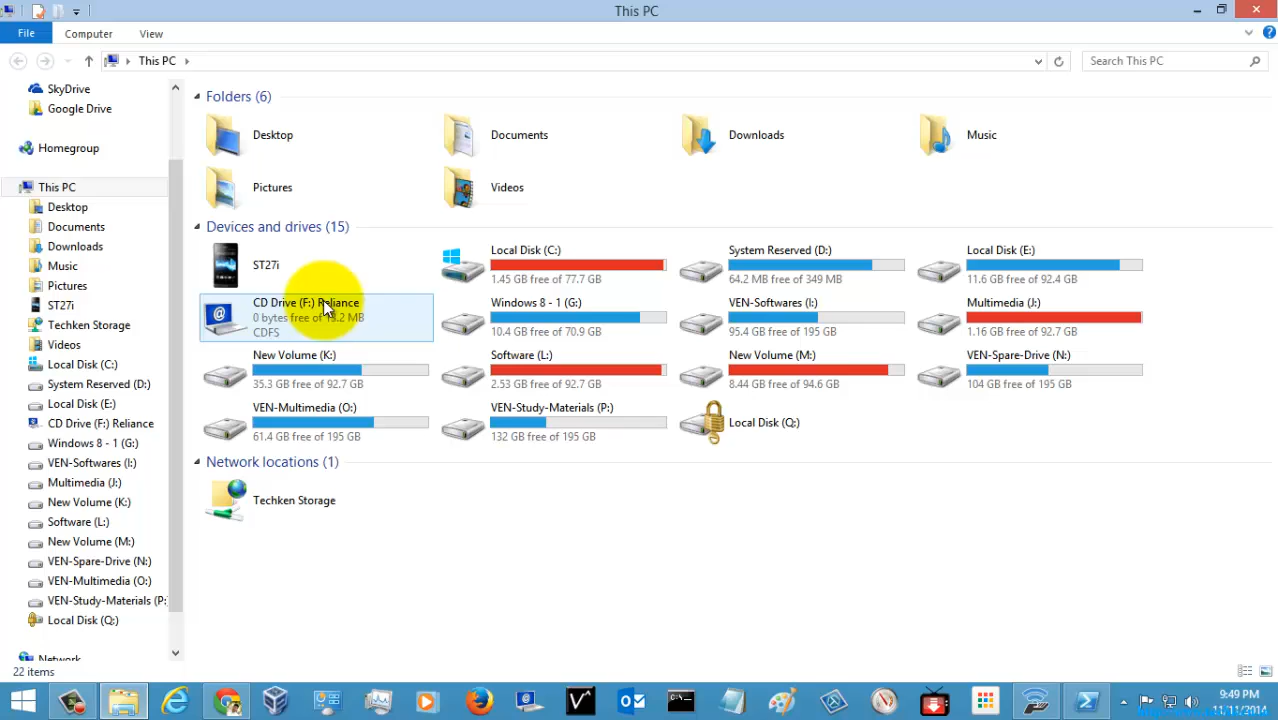 This PC
File
Computer
View
This PC
Search This PC
SkyDrive
Google Drive
Homegroup
This PC
Desktop
Documents
Downloads
Music
Pictures
ST27i
Techken Storage
Videos
Local Disk (C:)
System Reserved (D:)
Local Disk (E:)
CD Drive (F:) Reliance
Windows 8 - 1 (G:)
VEN-Softwares (I:)
Multimedia (J:)
New Volume (K:)
Software (L:)
New Volume (M:)
VEN-Spare-Drive (N:)
VEN-Multimedia (O:)
VEN-Study-Materials (P:
Local Disk (Q:)
Network
Folders (6)
Desktop
Documents
Downloads
Music
Pictures
Videos
Devices and drives (15)
ST27i
Local Disk (C:)
1.45 GB free of 77.7 GB
System Reserved (D:)
64.2 MB free of 349 MB
Local Disk (E:)
11.6 GB free of 92.4 GB
CD Drive (F:) Reliance
0 bytes free of 13.2 MB
CDFS
Windows 8 - 1 (G:)
10.4 GB free of 70.9 GB
VEN-Softwares (I:)
95.4 GB free of 195 GB
Multimedia (J:)
1.16 GB free of 92.7 GB
New Volume (K:)
35.3 GB free of 92.7 GB
Software (L:)
2.53 GB free of 92.7 GB
New Volume (M:)
8.44 GB free of 94.6 GB
VEN-Spare-Drive (N:)
104 GB free of 195 GB
VEN-Multimedia (O:)
61.4 GB free of 195 GB
VEN-Study-Materials (P:)
132 GB free of 195 GB
Local Disk (Q:)
Network locations (1)
Techken Storage
22 items
9:49 PM
11/11/2014